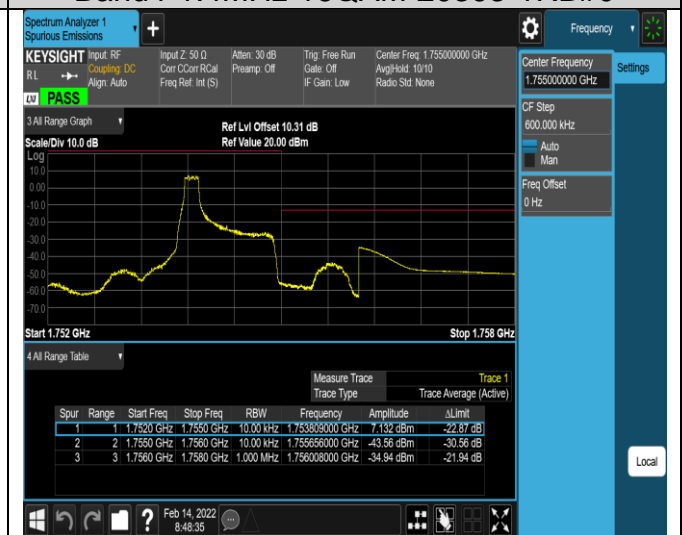 Spectrum Analyzer 1
Spurious Emissions
+
Frequency
KEYSIGHT
Input: RF
Coupling: DC
Align: Auto
Input Z: 50 Ω
Corr CCorr RCal
Freq Ref: Int (S)
Atten: 30 dB
Preamp: Off
Trig: Free Run
Gate: Off
IF Gain: Low
Center Freq: 1.755000000 GHz
Avg|Hold: 10/10
Radio Std: None
R L
LXI PASS
Center Frequency
1.755000000 GHz
Settings
CF Step
600.000 kHz
Auto
Man
Freq Offset
0 Hz
3 All Range Graph
Scale/Div 10.0 dB
Ref Lvl Offset 10.31 dB
Ref Value 20.00 dBm
Log
10.0
0.00
-10.0
-20.0
-30.0
-40.0
-50.0
-60.0
-70.0
Start 1.752 GHz
Stop 1.758 GHz
4 All Range Table
Measure Trace Trace 1
Trace Type Trace Average (Active)
Spur Range Start Freq Stop Freq RBW Frequency Amplitude ΔLimit
1 1 1.7520 GHz 1.7550 GHz 10.00 kHz 1.753809000 GHz 7.132 dBm -22.87 dB
2 2 1.7550 GHz 1.7560 GHz 10.00 kHz 1.755656000 GHz -43.56 dBm -30.56 dB
3 3 1.7560 GHz 1.7580 GHz 1.000 MHz 1.756008000 GHz -34.94 dBm -21.94 dB
Local
?
Feb 14, 2022
8:48:35